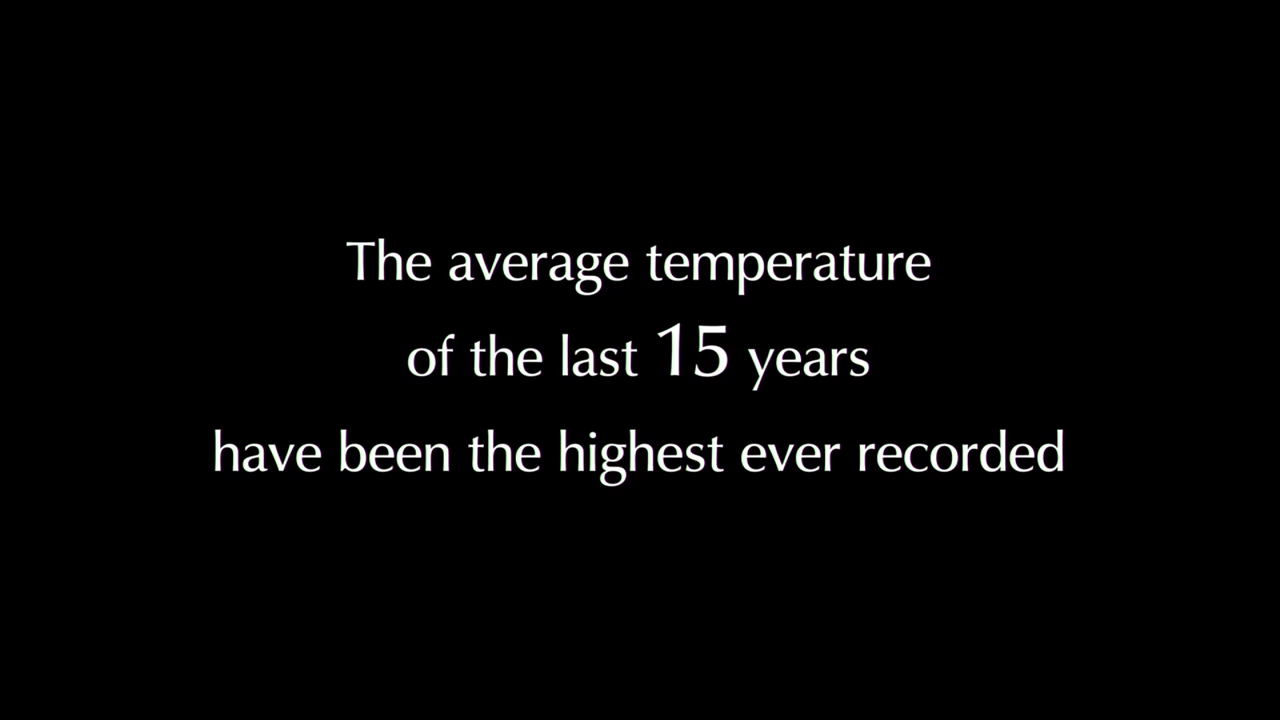 The average temperature
of the last 15 years
have been the highest ever recorded